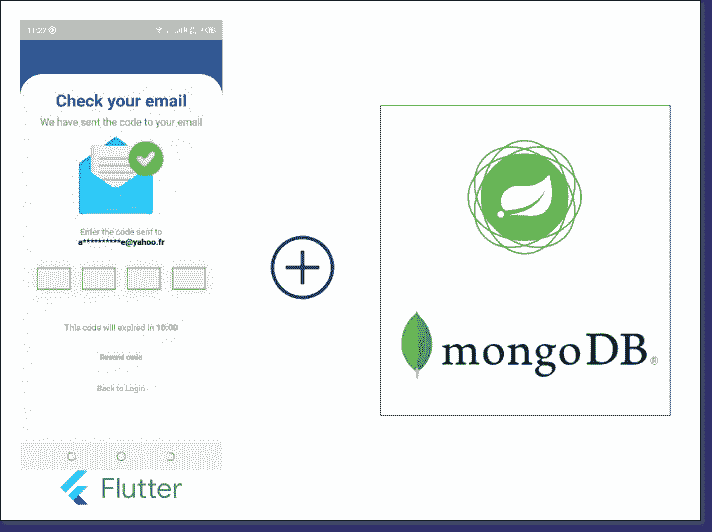 11:22
Check your email
We have sent the code to your email
Enter the code sent to
a**********e@yahoo.fr
This code will expired in 10:00
Resend code
Back to Login
Flutter
mongoDB®